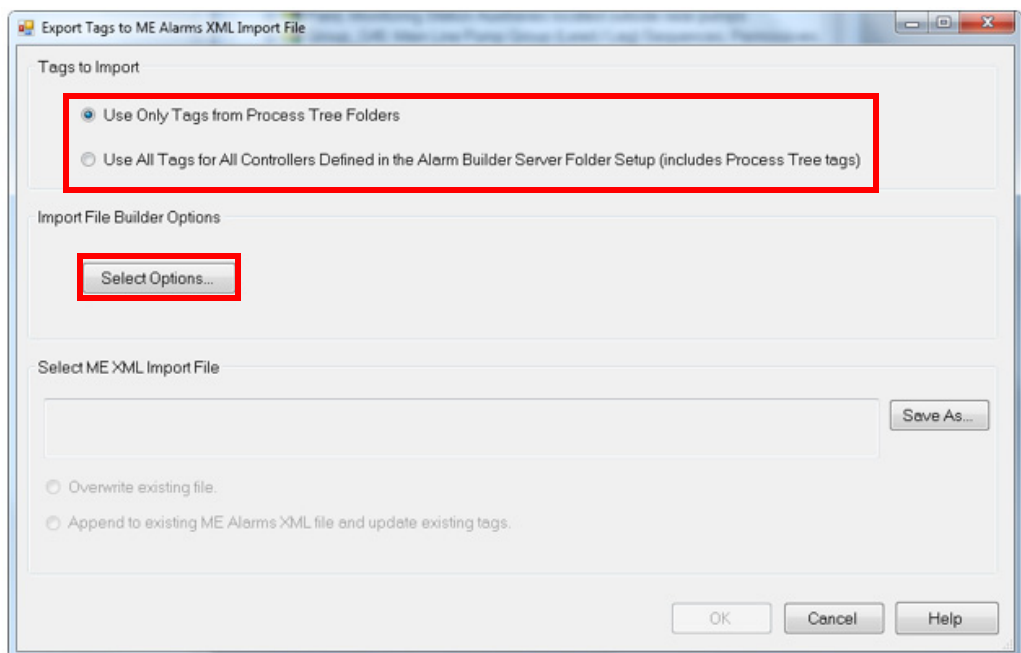 Export Tags to ME Alarms XML Import File
Tags to Import
Use Only Tags from Process Tree Folders
Use All Tags for All Controllers Defined in the Alarm Builder Server Folder Setup (includes Process Tree tags)
Import File Builder Options
Select Options...
Select ME XML Import File
Save As...
Overwrite existing file.
Append to existing ME Alarms XML file and update existing tags.
OK
Cancel
Help